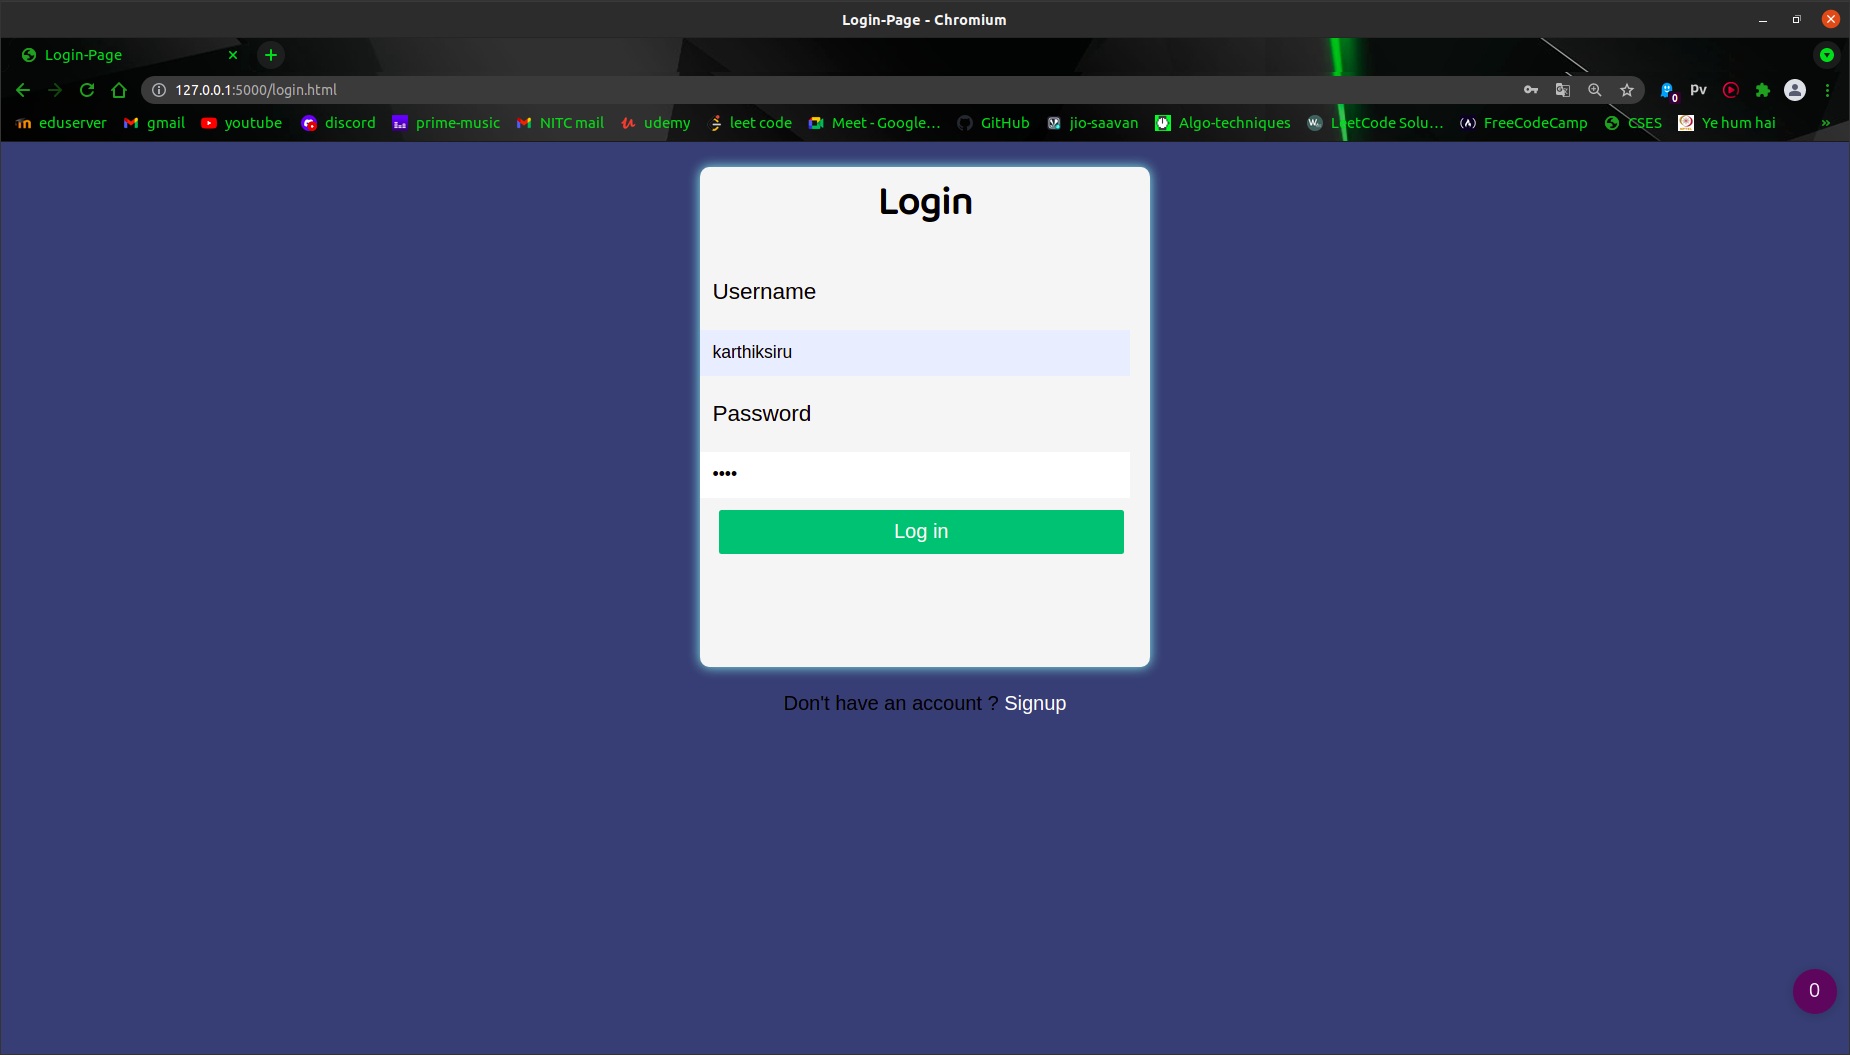 Login-Page - Chromium
Login-Page
127.0.0.1:5000/login.html
0
Pv
eduserver gmail youtube discord prime-music NITC mail udemy leet code Meet - Google... GitHub jio-saavan Algo-techniques LeetCode Solu... FreeCodeCamp CSES Ye hum hai »
Login
Username
karthiksiru
Password
••••
Log in
Don't have an account ? Signup
0